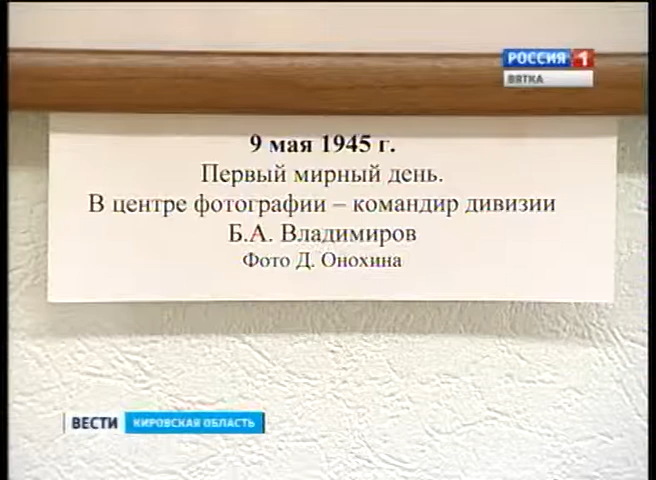 РОССИЯ 1
ВЯТКА
9 мая 1945 г.
Первый мирный день.
В центре фотографии – командир дивизии
Б.А. Владимиров
Фото Д. Онохина
ВЕСТИ КИРОВСКАЯ ОБЛАСТЬ